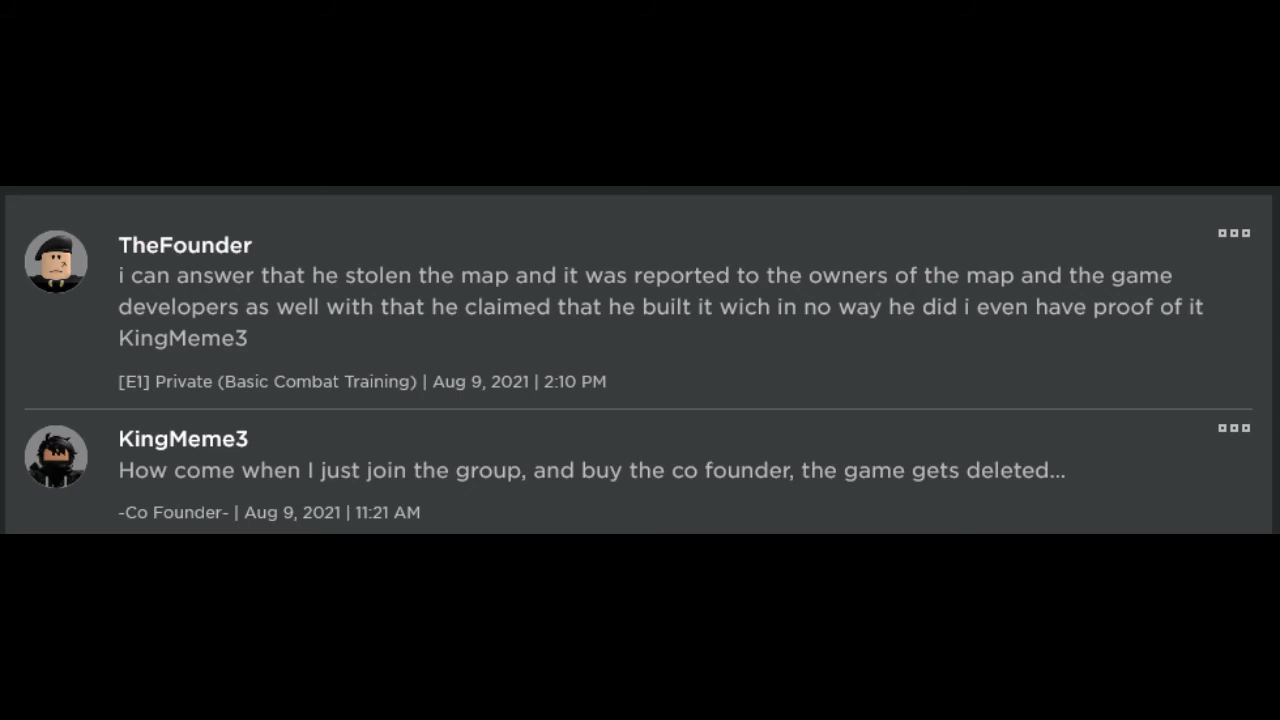 TheFounder
i can answer that he stolen the map and it was reported to the owners of the map and the game
developers as well with that he claimed that he built it wich in no way he did i even have proof of it
KingMeme3
[E1] Private (Basic Combat Training) | Aug 9, 2021 | 2:10 PM
KingMeme3
How come when I just join the group, and buy the co founder, the game gets deleted...
-Co Founder- | Aug 9, 2021 | 11:21 AM